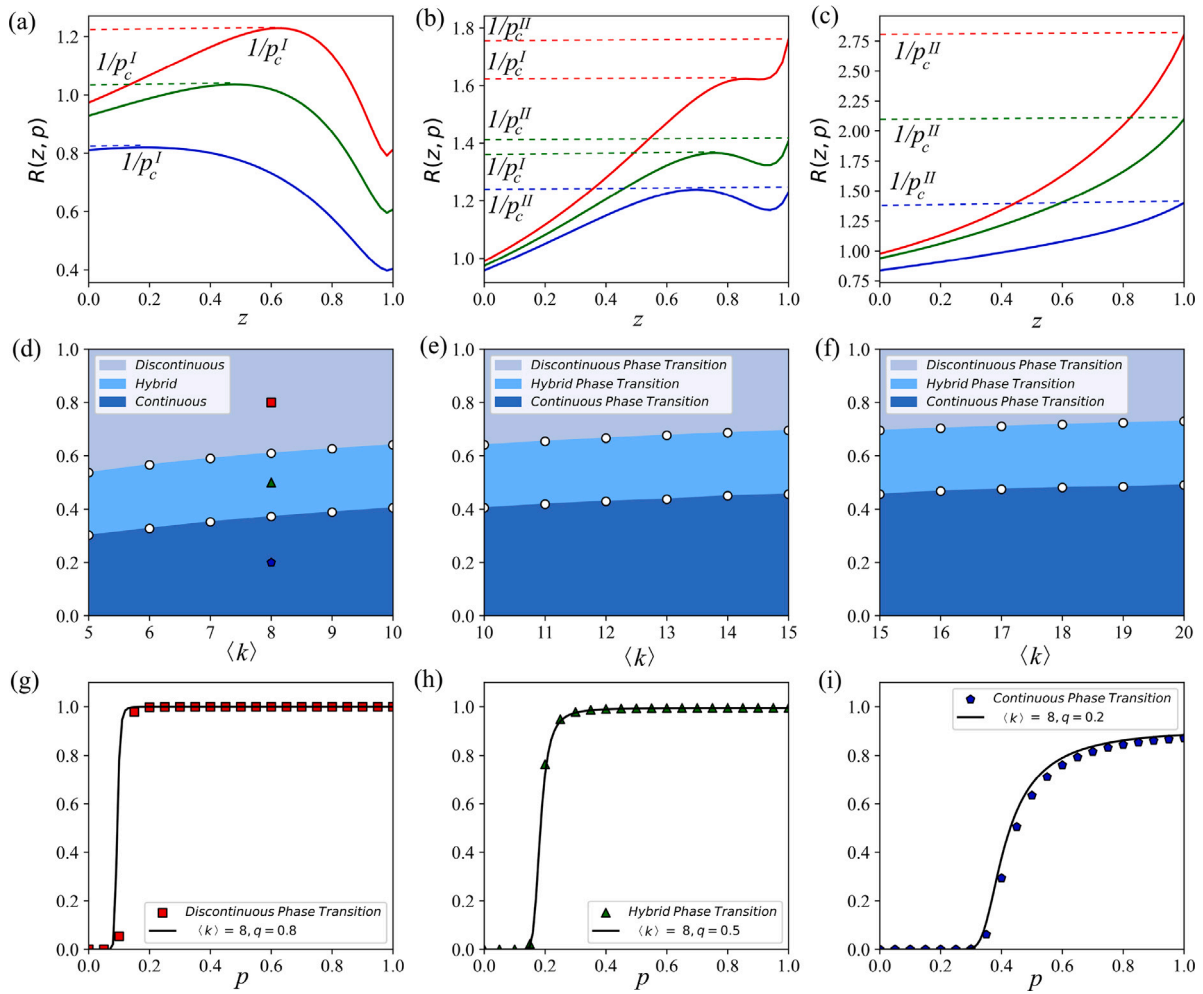 (a)
1.2
1.0
0.8
0.6
0.4
R(z,p)
1/p_c^I
1/p_c^I
1/p_c^I
0.0 0.2 0.4 0.6 0.8 1.0
z
(b)
1.8
1.6
1.4
1.2
1.0
R(z,p)
1/p_c^II
1/p_c^I
1/p_c^II
1/p_c^I
1/p_c^II
0.0 0.2 0.4 0.6 0.8 1.0
z
(c)
2.75
2.50
2.25
2.00
1.75
1.50
1.25
1.00
0.75
R(z,p)
1/p_c^II
1/p_c^II
1/p_c^II
0.0 0.2 0.4 0.6 0.8 1.0
z
(d)
1.0
0.8
0.6
0.4
0.2
0.0
Discontinuous
Hybrid
Continuous
5 6 7 8 9 10
⟨k⟩
(e)
1.0
0.8
0.6
0.4
0.2
0.0
Discontinuous Phase Transition
Hybrid Phase Transition
Continuous Phase Transition
10 11 12 13 14 15
⟨k⟩
(f)
1.0
0.8
0.6
0.4
0.2
0.0
Discontinuous Phase Transition
Hybrid Phase Transition
Continuous Phase Transition
15 16 17 18 19 20
⟨k⟩
(g)
1.0
0.8
0.6
0.4
0.2
0.0
Discontinuous Phase Transition
⟨k⟩ = 8, q = 0.8
0.0 0.2 0.4 0.6 0.8 1.0
p
(h)
1.0
0.8
0.6
0.4
0.2
0.0
Hybrid Phase Transition
⟨k⟩ = 8, q = 0.5
0.0 0.2 0.4 0.6 0.8 1.0
p
(i)
1.0
0.8
0.6
0.4
0.2
0.0
Continuous Phase Transition
⟨k⟩ = 8, q = 0.2
0.0 0.2 0.4 0.6 0.8 1.0
p